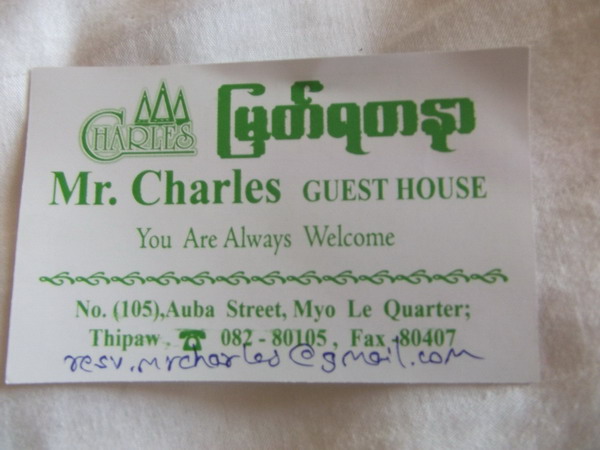 CHARLES
မြတ်ရတနာ
Mr. Charles GUEST HOUSE
You Are Always Welcome
No. (105),Auba Street, Myo Le Quarter;
Thipaw, ☎ 082 - 80105, Fax 80407
resv.mrcharles@gmail.com